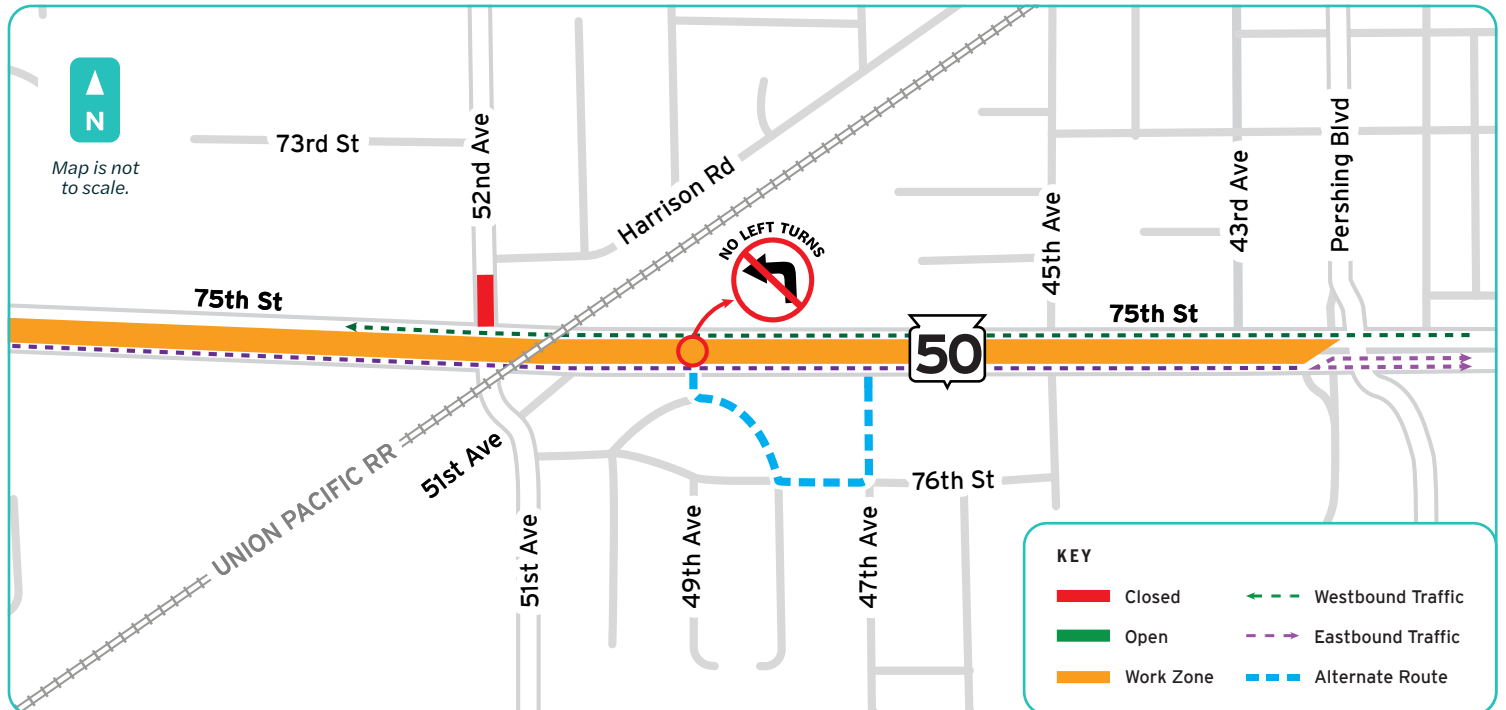 N
Map is not
to scale.
73rd St
52nd Ave
Harrison Rd
NO LEFT TURNS
45th Ave
43rd Ave
Pershing Blvd
75th St
75th St
50
UNION PACIFIC RR
51st Ave
51st Ave
49th Ave
47th Ave
76th St
KEY
Closed
Open
Work Zone
Westbound Traffic
Eastbound Traffic
Alternate Route